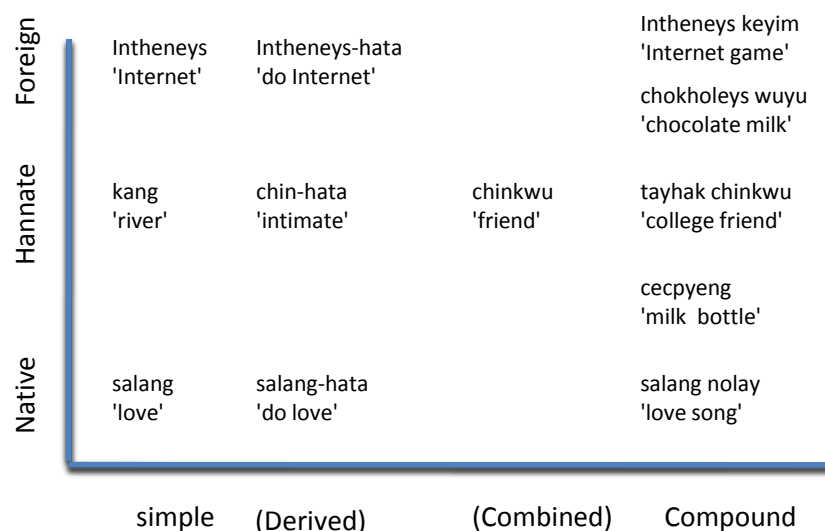 Foreign
Intheneys
'Internet'
Intheneys-hata
'do Internet'
Intheneys keyim
'Internet game'
chokholeys wuyu
'chocolate milk'
Hannate
kang
'river'
chin-hata
'intimate'
chinkwu
'friend'
tayhak chinkwu
'college friend'
cecpyeng
'milk  bottle'
Native
salang
'love'
salang-hata
'do love'
salang nolay
'love song'
simple
(Derived)
(Combined)
Compound